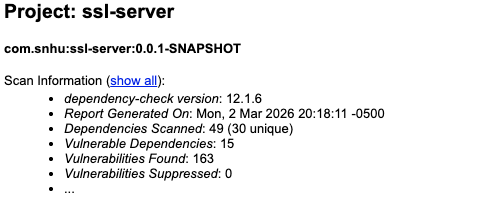 Project: ssl-server
com.snhu:ssl-server:0.0.1-SNAPSHOT
Scan Information (show all):
• dependency-check version: 12.1.6
• Report Generated On: Mon, 2 Mar 2026 20:18:11 -0500
• Dependencies Scanned: 49 (30 unique)
• Vulnerable Dependencies: 15
• Vulnerabilities Found: 163
• Vulnerabilities Suppressed: 0
• ...